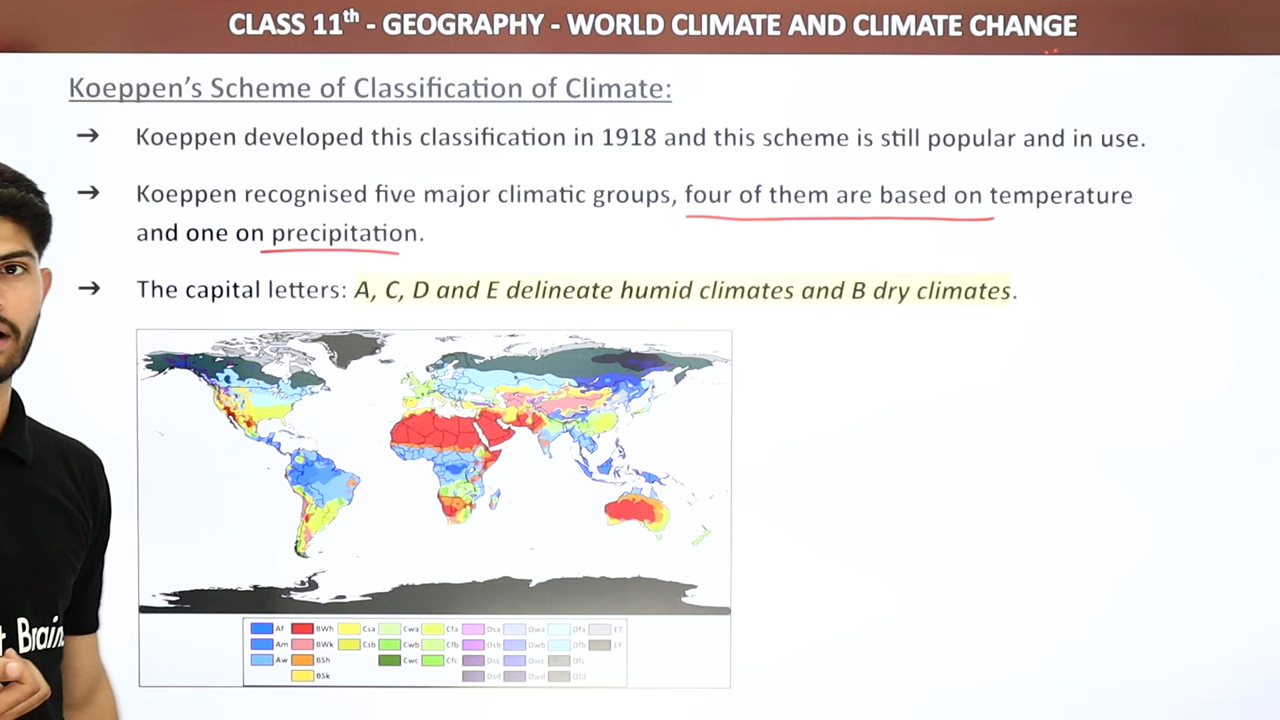 CLASS 11th - GEOGRAPHY - WORLD CLIMATE AND CLIMATE CHANGE
Koeppen's Scheme of Classification of Climate:
➔ Koeppen developed this classification in 1918 and this scheme is still popular and in use.
➔ Koeppen recognised five major climatic groups, four of them are based on temperature
and one on precipitation.
➔ The capital letters: A, C, D and E delineate humid climates and B dry climates.
Af BWh Csa Cwa Cfa Dsa Dwa Dfa ET
Am BWk Csb Cwb Cfb Dsb Dwb Dfb EF
Aw BSh Cwc Cfc Dsc Dwc Dfc
BSk Dsd Dwd Dfd
Brain